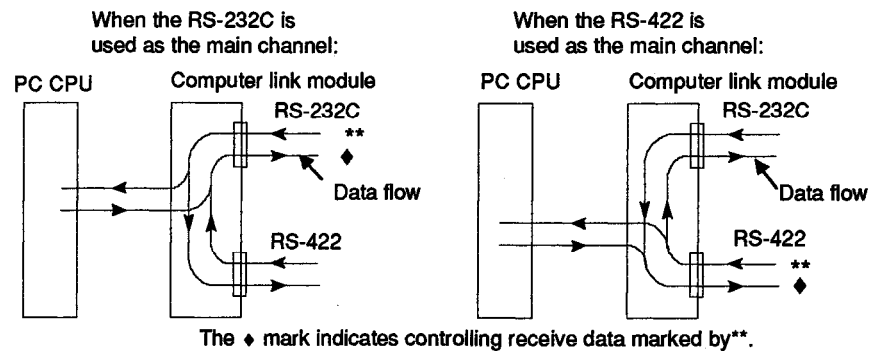 When the RS-232C is
used as the main channel:
PC CPU
Computer link module
RS-232C
**
♦
Data flow
RS-422
When the RS-422 is
used as the main channel:
PC CPU
Computer link module
RS-232C
Data flow
RS-422
**
♦
The ♦ mark indicates controlling receive data marked by**.